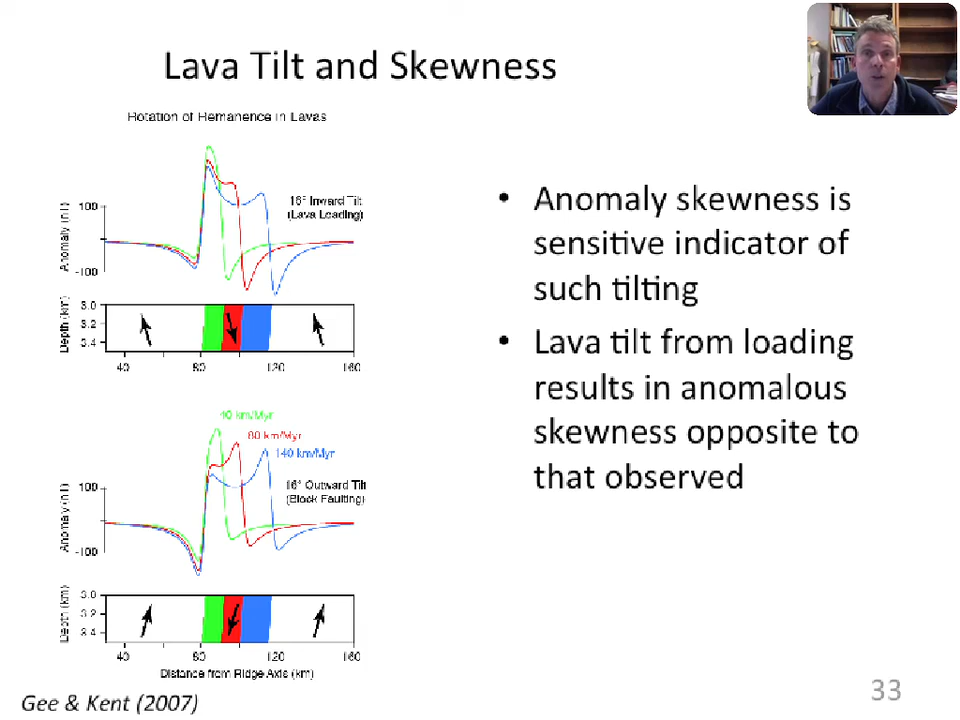 Lava Tilt and Skewness
Rotation of Remanence in Lavas
100
-100
Anomaly (nT)
16° Inward Tilt
(Lava Loading)
3.0
3.2
3.4
Depth (km)
40
80
120
160
40 km/Myr
80 km/Myr
140 km/Myr
100
-100
Anomaly (nT)
16° Outward Tilt
(Block Faulting)
3.0
3.2
3.4
Depth (km)
40
80
120
160
Distance from Ridge Axis (km)
Gee & Kent (2007)
• Anomaly skewness is
sensitive indicator of
such tilting
• Lava tilt from loading
results in anomalous
skewness opposite to
that observed
33